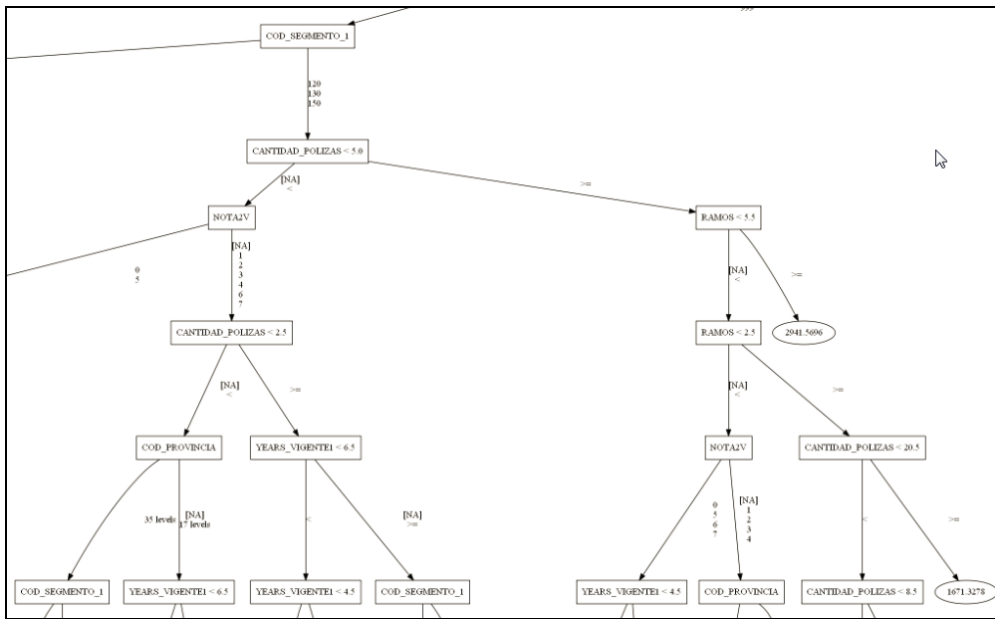 COD_SEGMENTO_1
120
130
150
CANTIDAD_POLIZAS < 5.0
[NA]
<
>=
NOTA2V
RAMOS < 5.5
0
5
[NA]
1
2
3
4
6
7
[NA]
<
>=
CANTIDAD_POLIZAS < 2.5
RAMOS < 2.5
2941.5696
[NA]
<
>=
[NA]
<
>=
COD_PROVINCIA
YEARS_VIGENTE1 < 6.5
NOTA2V
CANTIDAD_POLIZAS < 20.5
35 levels
[NA]
17 levels
<
[NA]
>=
0
5
6
7
[NA]
1
2
3
4
<
>=
COD_SEGMENTO_1
YEARS_VIGENTE1 < 6.5
YEARS_VIGENTE1 < 4.5
COD_SEGMENTO_1
YEARS_VIGENTE1 < 4.5
COD_PROVINCIA
CANTIDAD_POLIZAS < 8.5
1671.3278